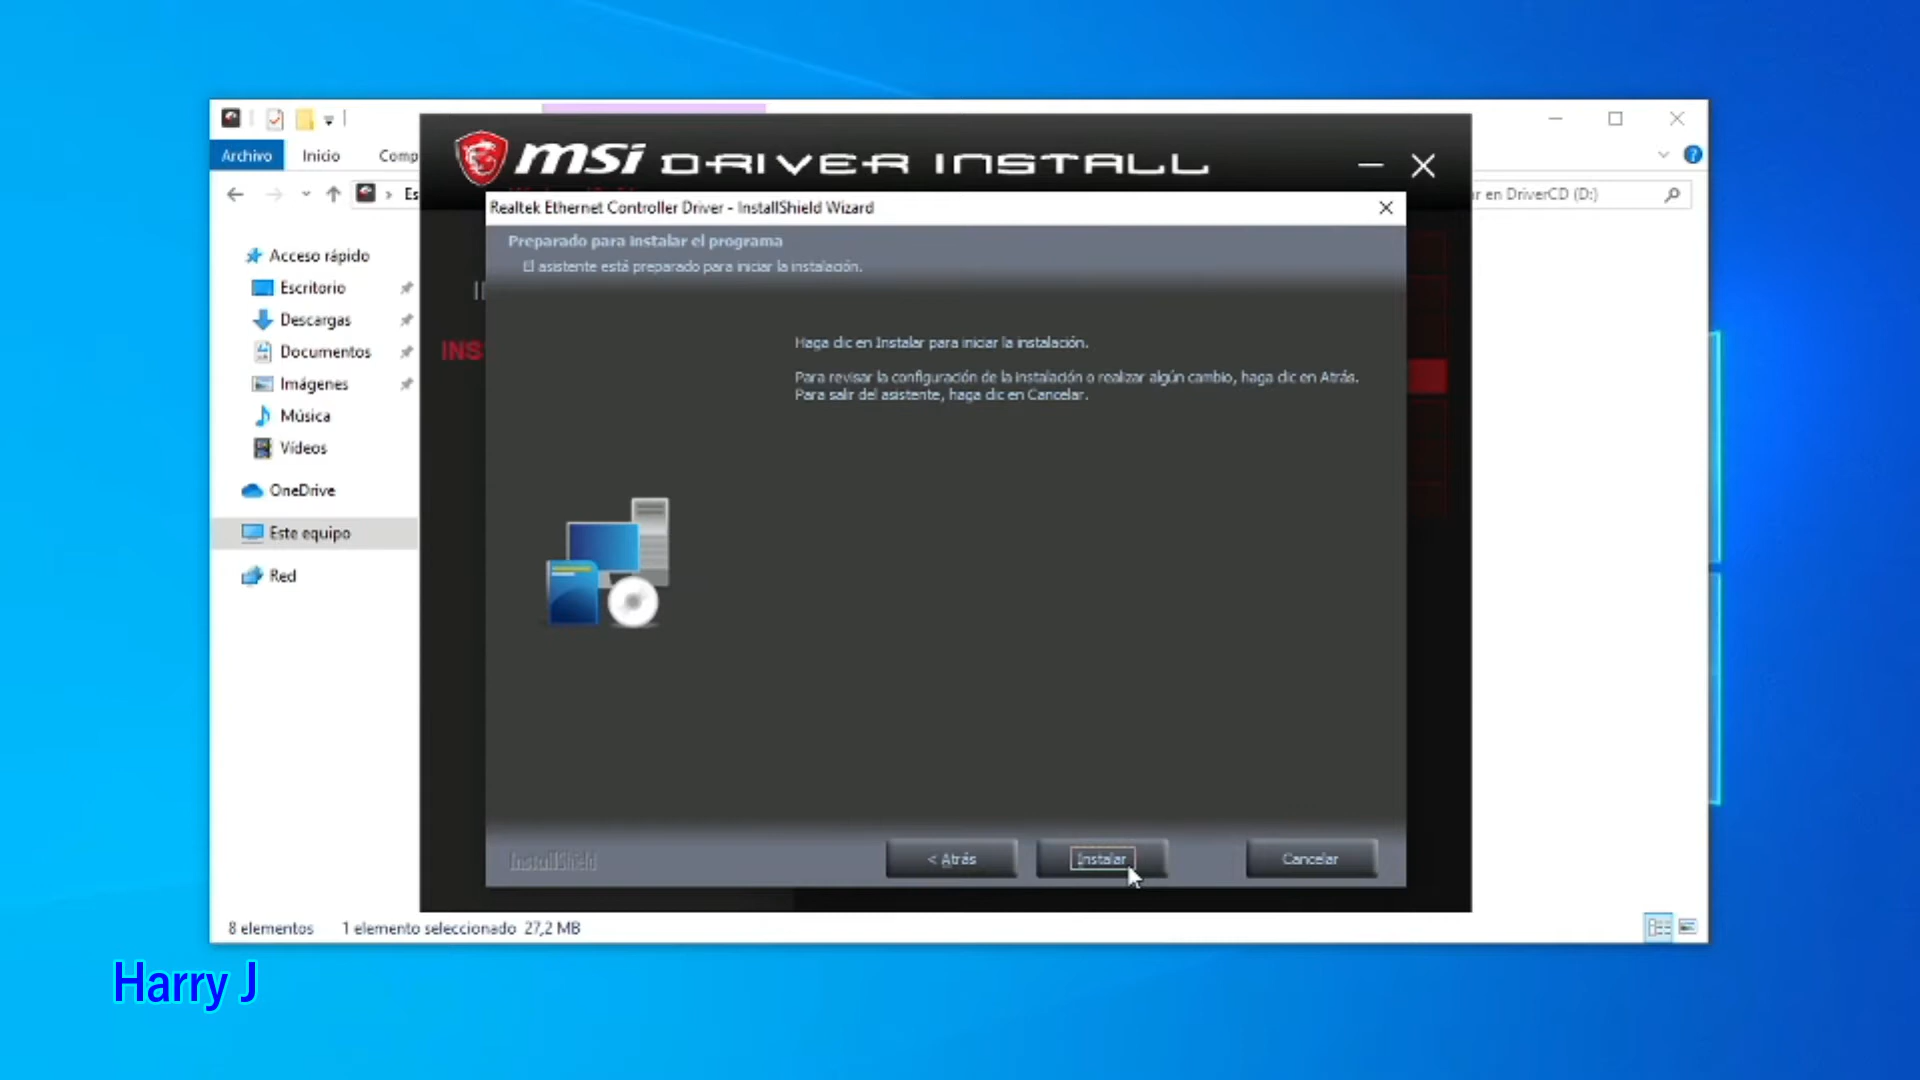 Archivo
Inicio
Comp
msi DRIVER INSTALL
Es
r en DriverCD (D:)
Realtek Ethernet Controller Driver - InstallShield Wizard
Preparado para instalar el programa
El asistente está preparado para iniciar la instalación.
Acceso rápido
Escritorio
Descargas
Documentos
Imágenes
Música
Vídeos
OneDrive
Este equipo
Red
INS
Haga clic en Instalar para iniciar la instalación.
Para revisar la configuración de la instalación o realizar algún cambio, haga clic en Atrás.
Para salir del asistente, haga clic en Cancelar.
InstallShield
< Atrás
Instalar
Cancelar
8 elementos
1 elemento seleccionado 27,2 MB
Harry J